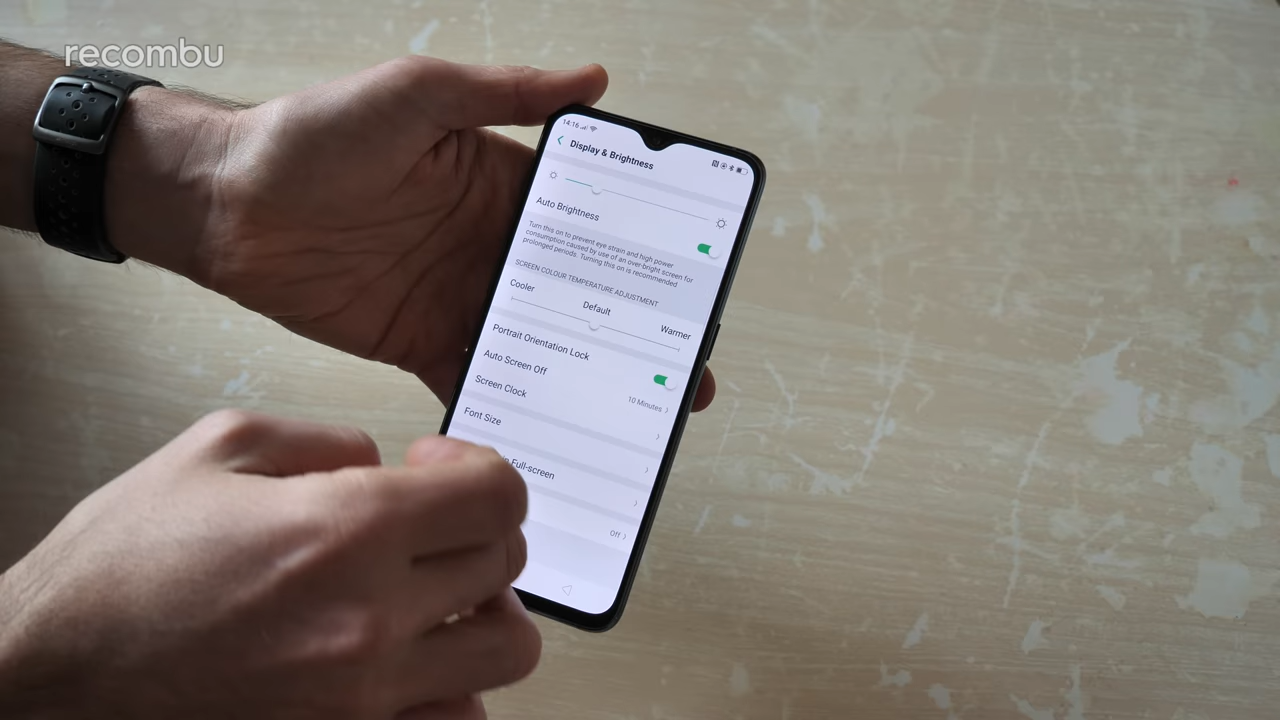 recombu
14:16
Display & Brightness
Auto Brightness
Turn this on to prevent eye strain and high power
consumption caused by use of an over-bright screen for
prolonged periods. Turning this on is recommended
SCREEN COLOUR TEMPERATURE ADJUSTMENT
Cooler
Default
Warmer
Portrait Orientation Lock
Auto Screen Off
10 Minutes
Screen Clock
Font Size
Full-screen
Off